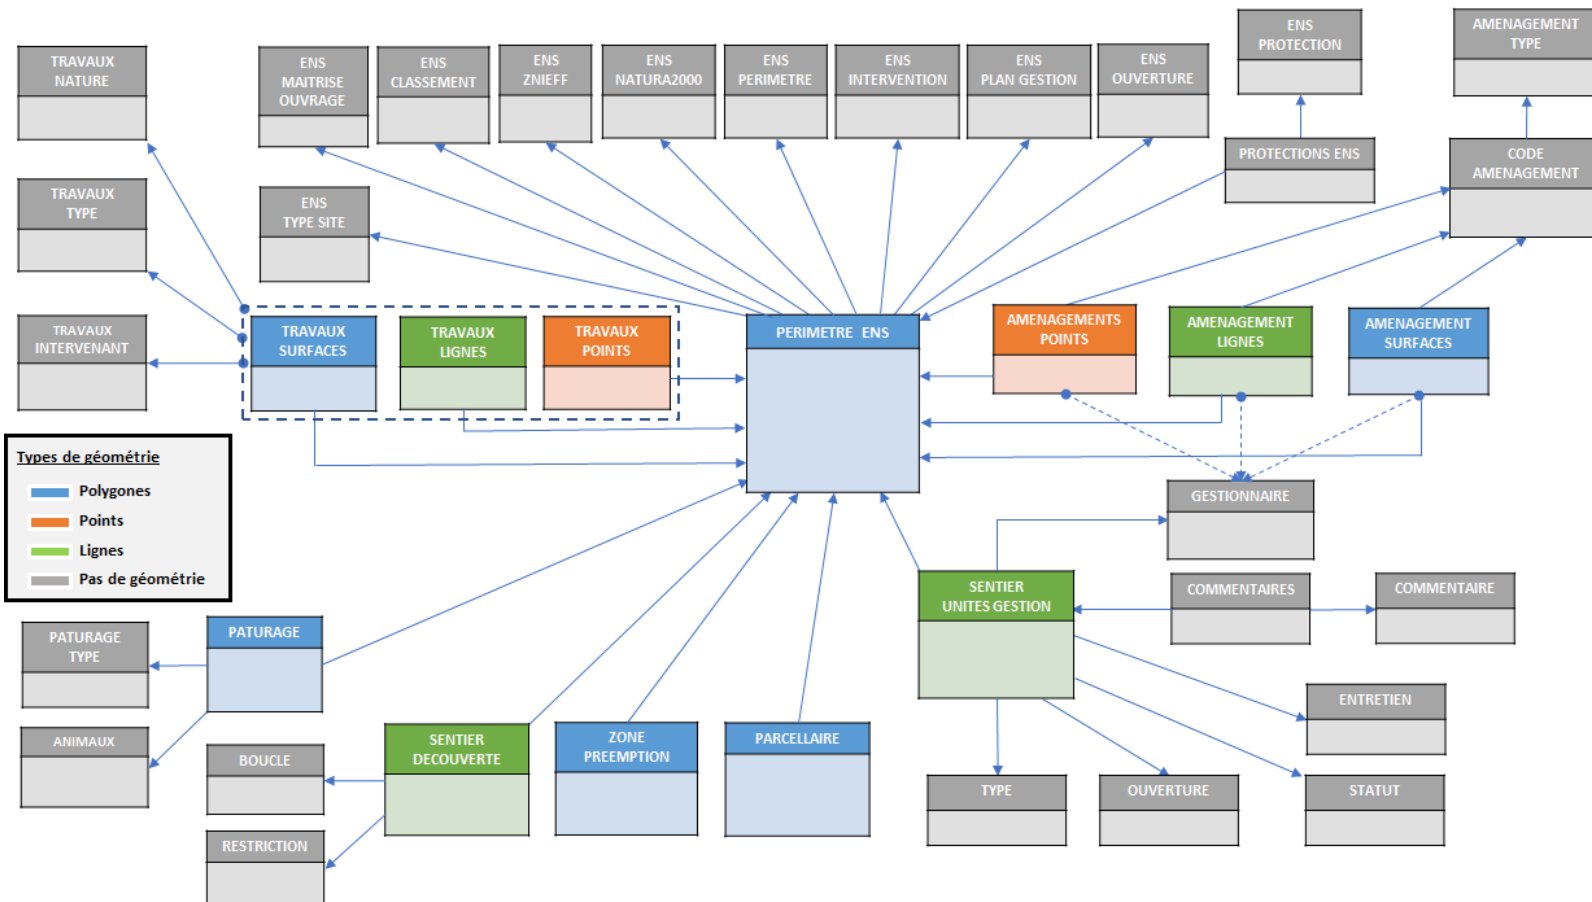 ENS
PROTECTION
AMENAGEMENT
TYPE
TRAVAUX
NATURE
ENS
MAITRISE
OUVRAGE
ENS
CLASSEMENT
ENS
ZNIEFF
ENS
NATURA2000
ENS
PERIMETRE
ENS
INTERVENTION
ENS
PLAN GESTION
ENS
OUVERTURE
PROTECTIONS ENS
CODE
AMENAGEMENT
TRAVAUX
TYPE
ENS
TYPE SITE
TRAVAUX
INTERVENANT
TRAVAUX
SURFACES
TRAVAUX
LIGNES
TRAVAUX
POINTS
PERIMETRE ENS
AMENAGEMENTS
POINTS
AMENAGEMENT
LIGNES
AMENAGEMENT
SURFACES
Types de géométrie
Polygones
Points
Lignes
Pas de géométrie
GESTIONNAIRE
SENTIER
UNITES GESTION
COMMENTAIRES
COMMENTAIRE
PATURAGE
TYPE
PATURAGE
ENTRETIEN
ANIMAUX
BOUCLE
SENTIER
DECOUVERTE
ZONE
PREEMPTION
PARCELLAIRE
TYPE
OUVERTURE
STATUT
RESTRICTION